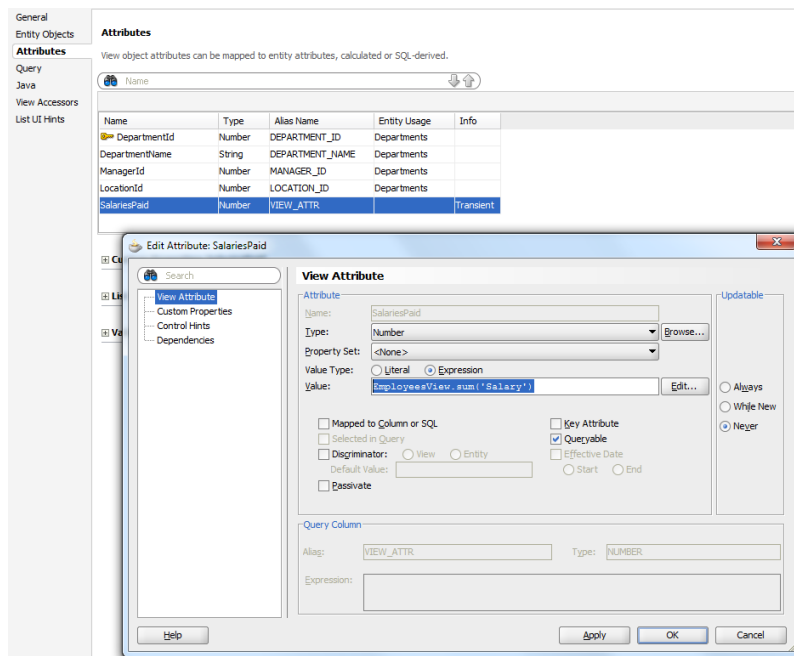 General
Entity Objects
Attributes
Query
Java
View Accessors
List UI Hints
Attributes
View object attributes can be mapped to entity attributes, calculated or SQL-derived.
Name
Name Type Alias Name Entity Usage Info
DepartmentId Number DEPARTMENT_ID Departments
DepartmentName String DEPARTMENT_NAME Departments
ManagerId Number MANAGER_ID Departments
LocationId Number LOCATION_ID Departments
SalariesPaid Number VIEW_ATTR Transient
Cu
Lis
Va
Edit Attribute: SalariesPaid
Search
View Attribute
Custom Properties
Control Hints
Dependencies
View Attribute
Attribute
Name: SalariesPaid
Type: Number Browse...
Property Set: <None>
Value Type: Literal Expression
Value: EmployeesView.sum('Salary') Edit...
Mapped to Column or SQL Key Attribute
Selected in Query Queryable
Discriminator: View Entity Effective Date
Default Value: Start End
Passivate
Updatable
Always
While New
Never
Query Column
Alias: VIEW_ATTR Type: NUMBER
Expression:
Help Apply OK Cancel